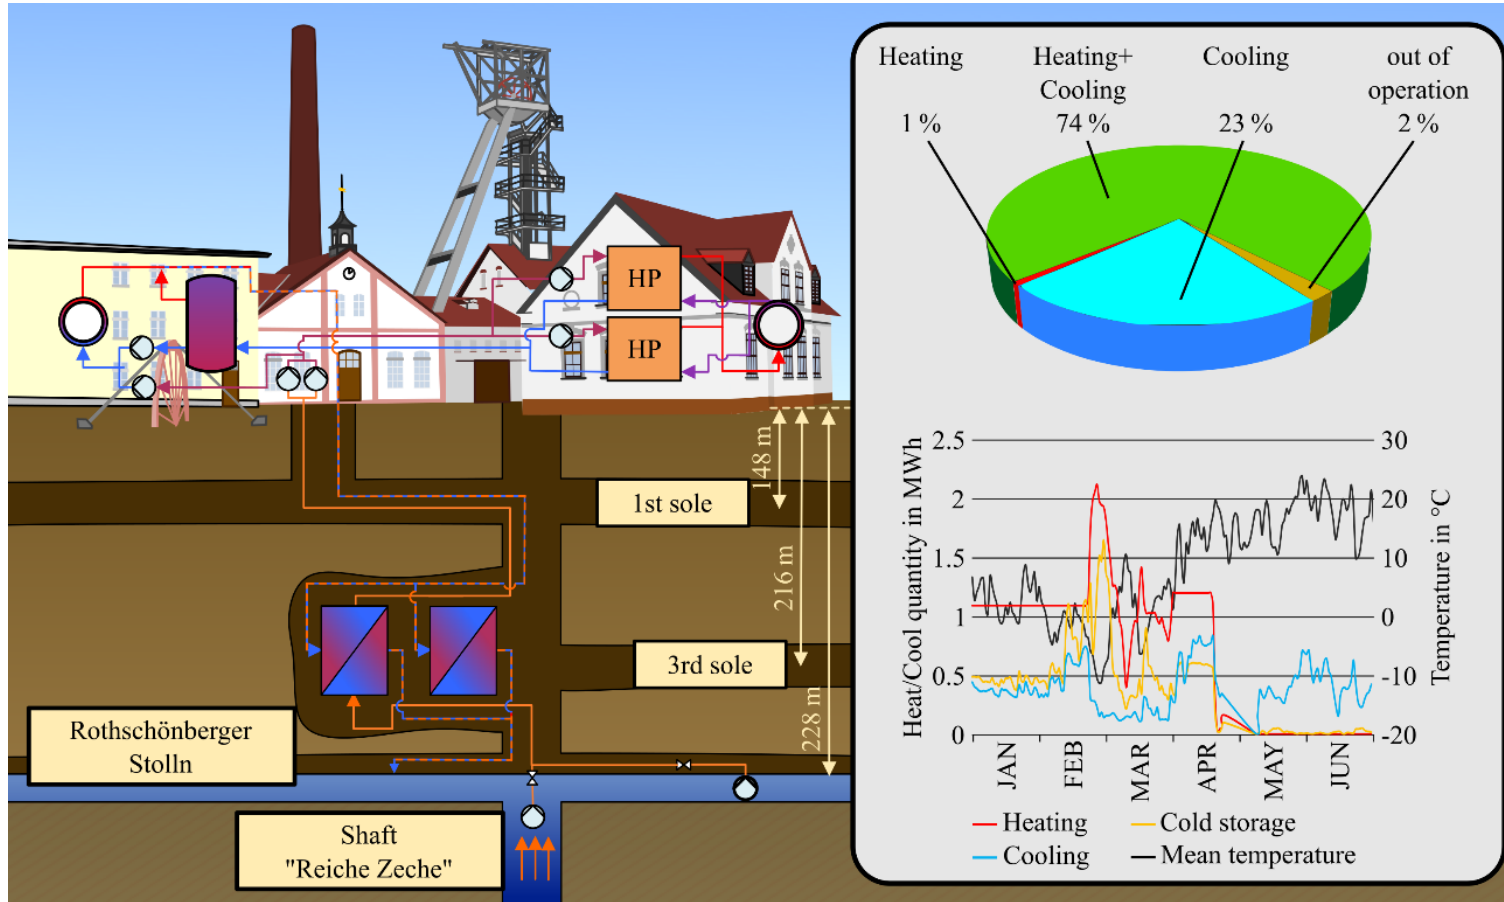 Heating
Heating+
Cooling
Cooling
out of
operation
1 %
74 %
23 %
2 %
HP
HP
148 m
216 m
228 m
1st sole
3rd sole
Rothschönberger
Stolln
Shaft
"Reiche Zeche"
Heat/Cool quantity in MWh
2.5
2
1.5
1
0.5
0
30
20
10
0
-10
-20
Temperature in °C
JAN
FEB
MAR
APR
MAY
JUN
Heating
Cold storage
Cooling
Mean temperature